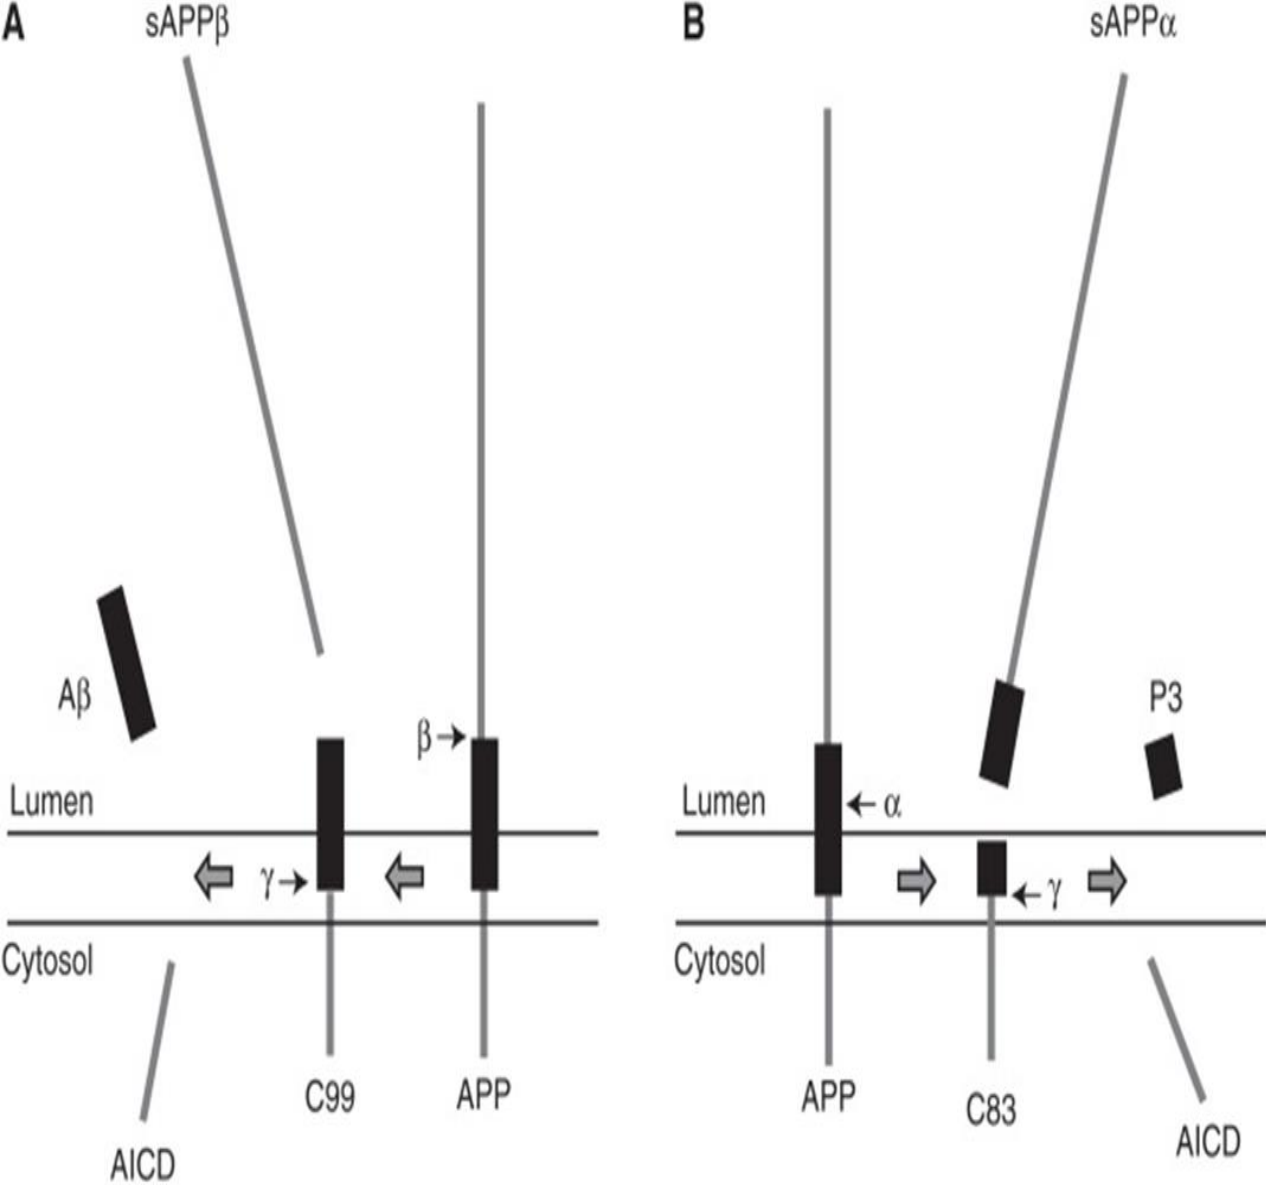 A
sAPPβ
Aβ
β
Lumen
γ
Cytosol
C99
APP
AICD
B
sAPPα
P3
Lumen
α
γ
Cytosol
APP
C83
AICD